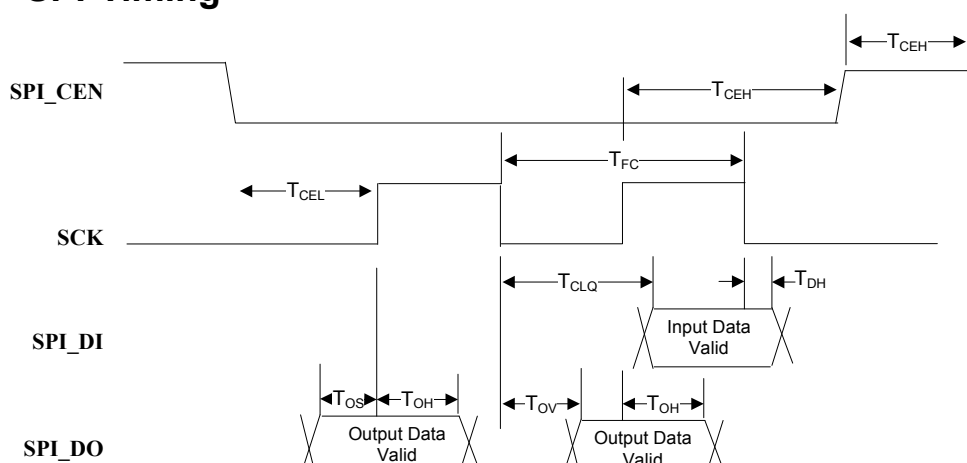 SPI Timing
T_CEH
SPI_CEN
T_CEH
T_FC
T_CEL
SCK
T_CLQ
T_DH
SPI_DI
Input Data
Valid
T_OS
T_OH
T_OV
T_OH
SPI_DO
Output Data
Valid
Output Data
Valid